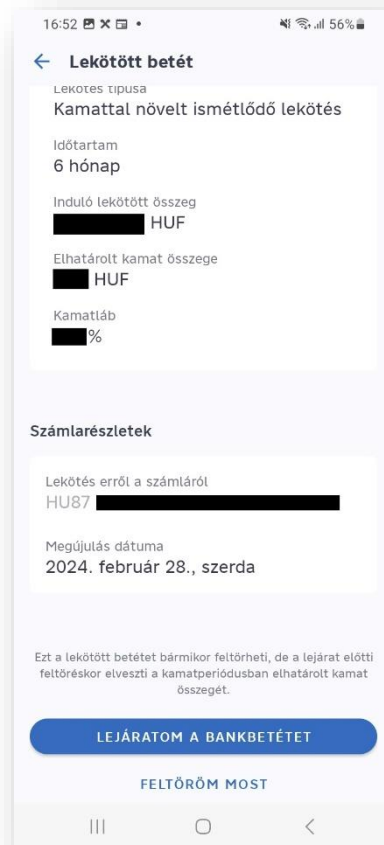 16:52 56%
Lekötött betét
Lekötés típusa
Kamattal növelt ismétlődő lekötés
Időtartam
6 hónap
Induló lekötött összeg
HUF
Elhatárolt kamat összege
HUF
Kamatláb
%
Számlarészletek
Lekötés erről a számláról
HU87
Megújulás dátuma
2024. február 28., szerda
Ezt a lekötött betétet bármikor feltörheti, de a lejárat előtti
feltöréskor elveszti a kamatperiódusban elhatárolt kamat
összegét.
LEJÁRATOM A BANKBETÉTET
FELTÖRÖM MOST